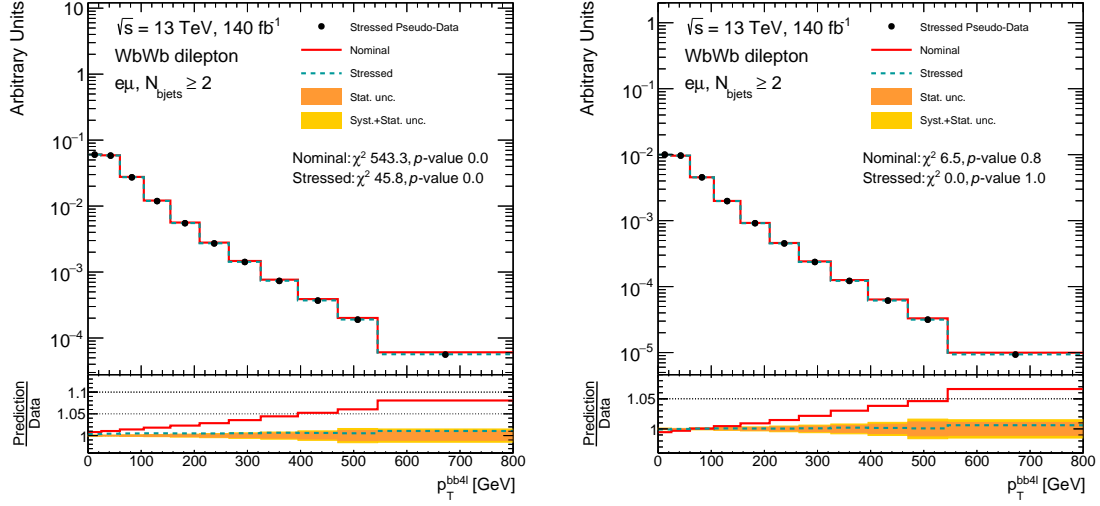 √s = 13 TeV, 140 fb⁻¹
WbWb dilepton
eμ, N_bjets ≥ 2
Stressed Pseudo-Data
Nominal
Stressed
Stat. unc.
Syst.+Stat. unc.
Nominal: χ² 543.3, p-value 0.0
Stressed: χ² 45.8, p-value 0.0
Arbitrary Units
10
1
10⁻¹
10⁻²
10⁻³
10⁻⁴
Prediction
Data
1.1
1.05
1
0 100 200 300 400 500 600 700 800
p_T^bb4l [GeV]
√s = 13 TeV, 140 fb⁻¹
WbWb dilepton
eμ, N_bjets ≥ 2
Stressed Pseudo-Data
Nominal
Stressed
Stat. unc.
Syst.+Stat. unc.
Nominal: χ² 6.5, p-value 0.8
Stressed: χ² 0.0, p-value 1.0
Arbitrary Units
1
10⁻¹
10⁻²
10⁻³
10⁻⁴
10⁻⁵
Prediction
Data
1.05
1
0 100 200 300 400 500 600 700 800
p_T^bb4l [GeV]